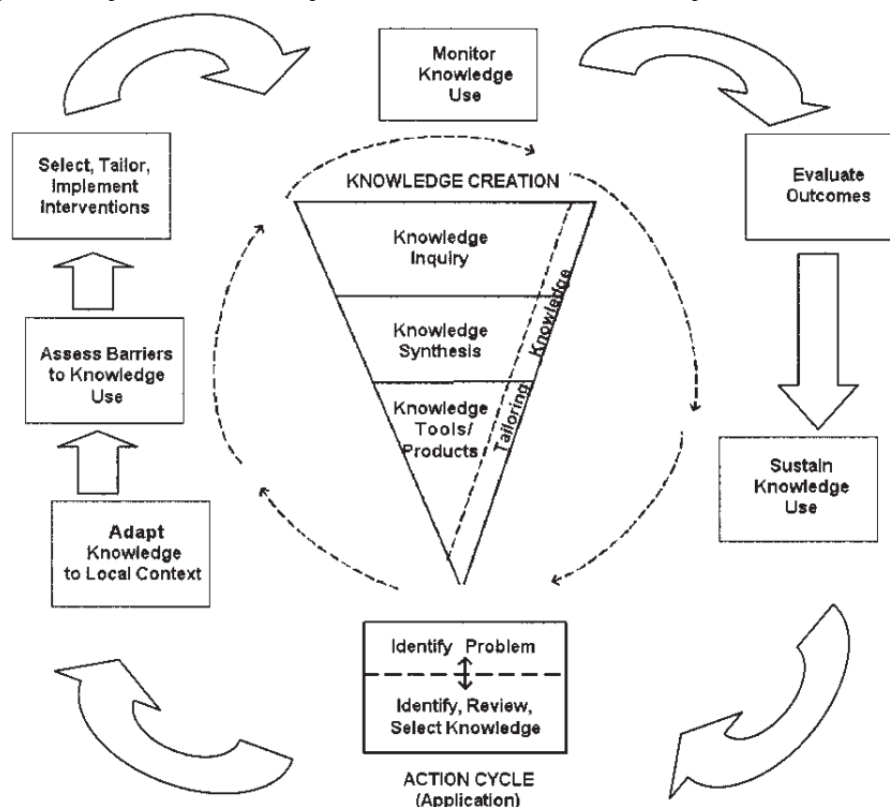 Monitor
Knowledge
Use
Select, Tailor,
Implement
Interventions
Evaluate
Outcomes
KNOWLEDGE CREATION
Knowledge
Inquiry
Knowledge
Synthesis
Knowledge
Tools/
Products
Tailoring
Knowledge
Assess Barriers
to Knowledge
Use
Sustain
Knowledge
Use
Adapt
Knowledge
to Local Context
Identify Problem
Identify, Review,
Select Knowledge
ACTION CYCLE
(Application)